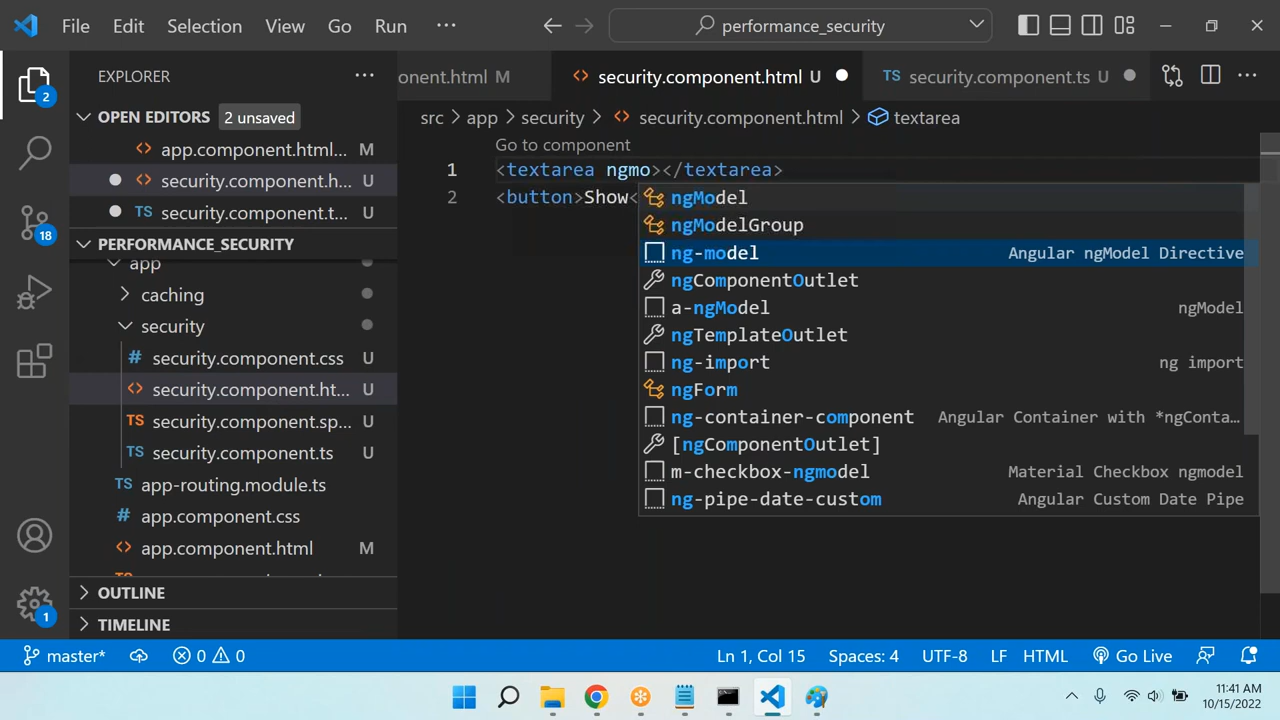 File Edit Selection View Go Run ··· performance_security
EXPLORER ···
OPEN EDITORS 2 unsaved
app.component.html... M
security.component.h... U
security.component.t... U
PERFORMANCE_SECURITY
app
caching
security
security.component.css U
security.component.ht... U
security.component.sp... U
security.component.ts U
app-routing.module.ts
app.component.css
app.component.html M
OUTLINE
TIMELINE
2
18
1
onent.html M security.component.html U TS security.component.ts U ···
src > app > security > security.component.html > textarea
Go to component
1 <textarea ngmo></textarea>
2 <button>Show<
ngModel
ngModelGroup
ng-model Angular ngModel Directive
ngComponentOutlet
a-ngModel ngModel
ngTemplateOutlet
ng-import ng import
ngForm
ng-container-component Angular Container with *ngConta...
[ngComponentOutlet]
m-checkbox-ngmodel Material Checkbox ngmodel
ng-pipe-date-custom Angular Custom Date Pipe
master* 0 0 Ln 1, Col 15 Spaces: 4 UTF-8 LF HTML Go Live
11:41 AM
10/15/2022